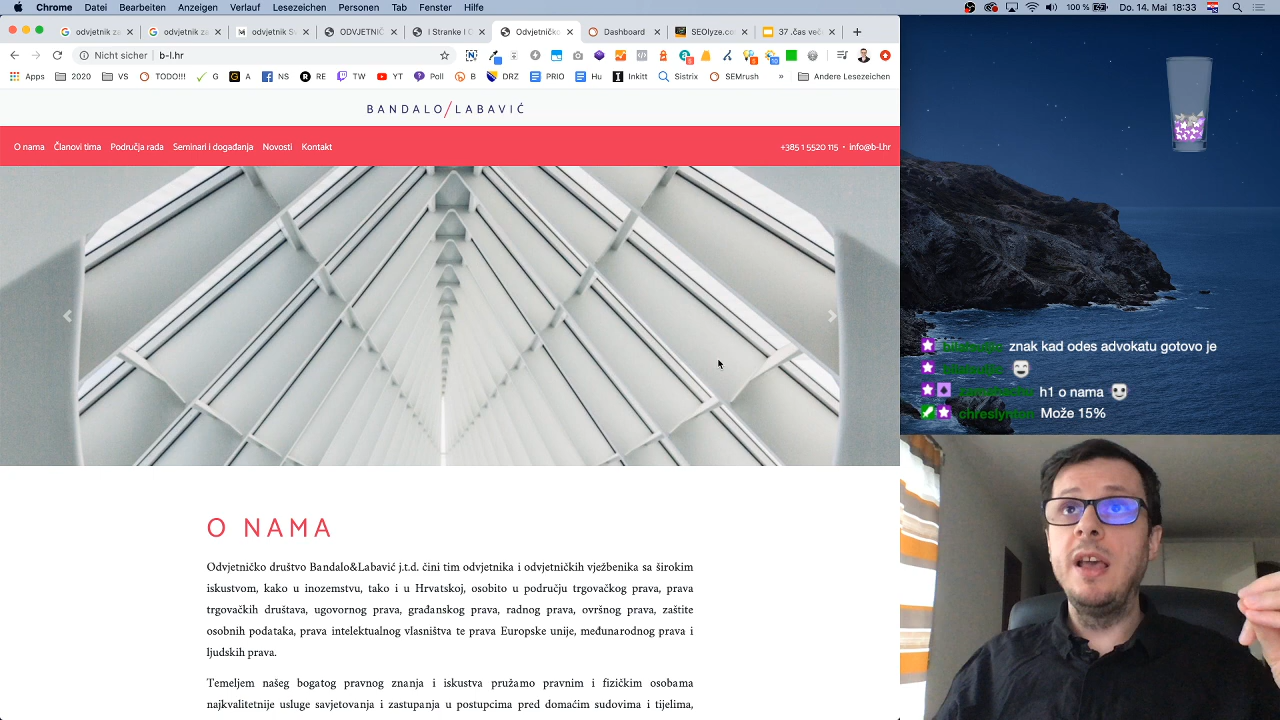 Chrome Datei Bearbeiten Anzeigen Verlauf Lesezeichen Personen Tab Fenster Hilfe
100 % Do. 14. Mai 18:33
odvjetnik za odvjetnik za odvjetnik S ODVJETNIČ I Stranke I O Odvjetničko Dashboard SEOlyze.co 37 .čas več
Nicht sicher b-l.hr
Apps 2020 VS TODO!!! G A NS RE TW YT Poll B DRZ PRIO Hu Inkitt Sistrix SEMrush » Andere Lesezeichen
BANDALO/LABAVIĆ
O nama Članovi tima Područja rada Seminari i događanja Novosti Kontakt
+385 1 5520 115 · info@b-l.hr
znak kad odes advokatu gotovo je
h1 o nama
chreslynton Može 15%
O NAMA
Odvjetničko društvo Bandalo&Labavić j.t.d. čini tim odvjetnika i odvjetničkih vježbenika sa širokim
iskustvom, kako u inozemstvu, tako i u Hrvatskoj, osobito u području trgovačkog prava, prava
trgovačkih društava, ugovornog prava, građanskog prava, radnog prava, ovršnog prava, zaštite
osobnih podataka, prava intelektualnog vlasništva te prava Europske unije, međunarodnog prava i
ljudskih prava.
Temeljem našeg bogatog pravnog znanja i iskustva pružamo pravnim i fizičkim osobama
najkvalitetnije usluge savjetovanja i zastupanja u postupcima pred domaćim sudovima i tijelima,